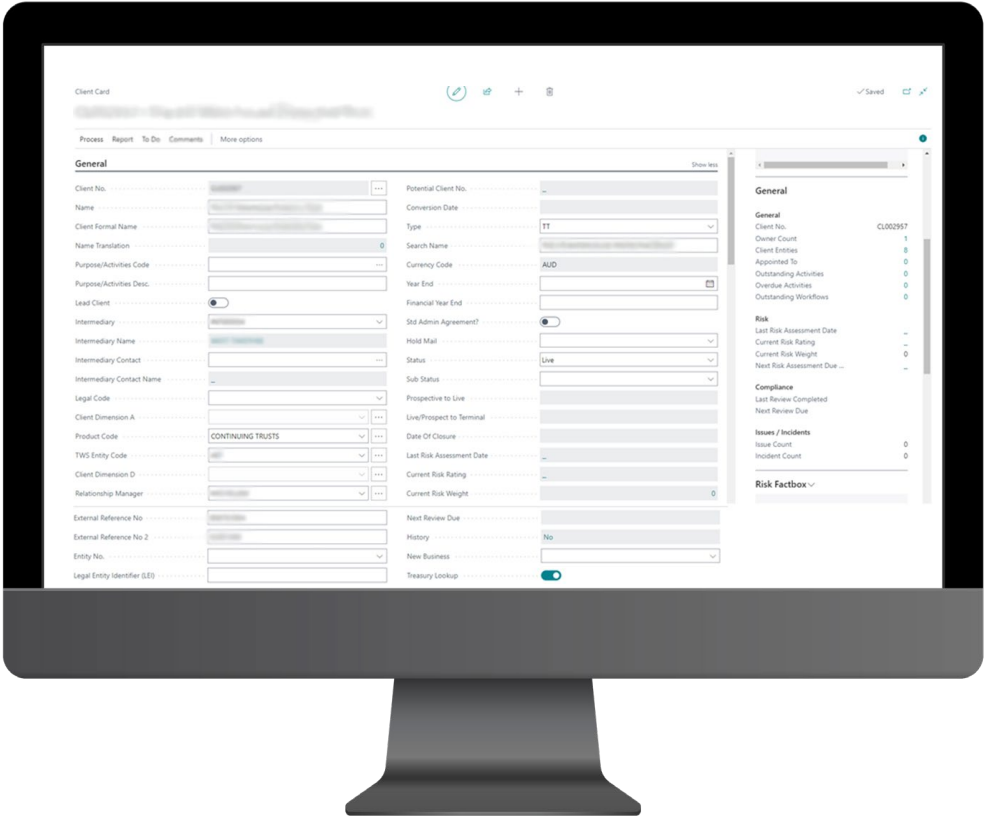 Client Card
Saved
Process Report To Do Comments More options
General Show less
Client No.
Name
Client Formal Name
Name Translation 0
Purpose/Activities Code
Purpose/Activities Desc.
Lead Client
Intermediary
Intermediary Name
Intermediary Contact
Intermediary Contact Name _
Legal Code
Client Dimension A
Product Code CONTINUING TRUSTS
TWS Entity Code
Client Dimension D
Relationship Manager
External Reference No
External Reference No 2
Entity No.
Legal Entity Identifier (LEI)
Potential Client No. _
Conversion Date
Type TT
Search Name
Currency Code AUD
Year End
Financial Year End
Std Admin Agreement?
Hold Mail
Status Live
Sub Status
Prospective to Live
Live/Prospect to Terminal
Date Of Closure
Last Risk Assessment Date _
Current Risk Rating _
Current Risk Weight 0
Next Review Due
History No
New Business
Treasury Lookup
General
General
Client No. CL002957
Owner Count 1
Client Entities 8
Appointed To 0
Outstanding Activities 0
Overdue Activities 0
Outstanding Workflows 0
Risk
Last Risk Assessment Date _
Current Risk Rating _
Current Risk Weight 0
Next Risk Assessment Due ... _
Compliance
Last Review Completed
Next Review Due
Issues / Incidents
Issue Count 0
Incident Count 0
Risk Factbox